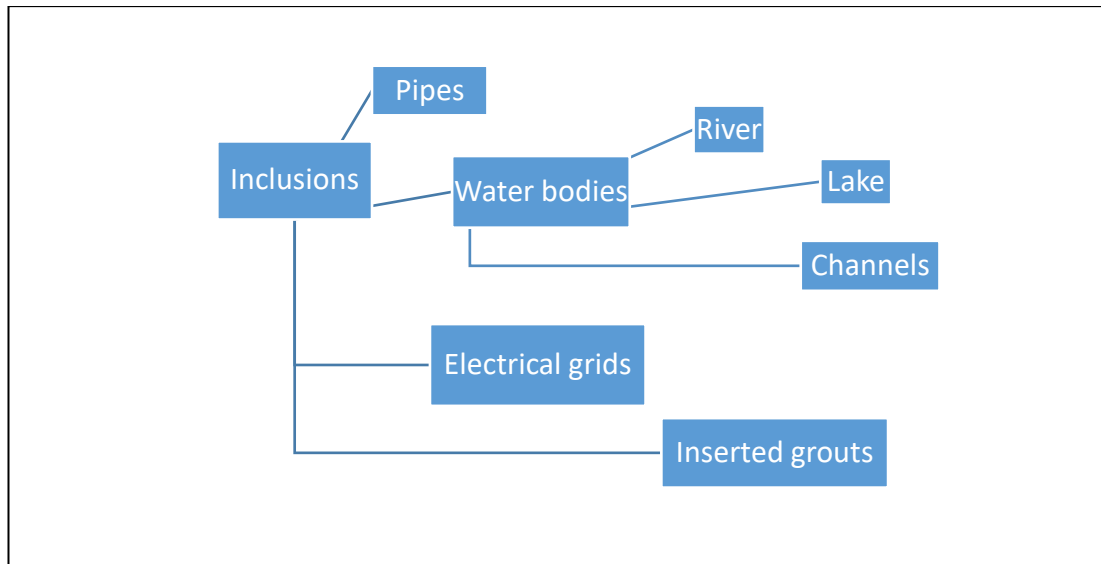 Pipes
River
Inclusions
Water bodies
Lake
Channels
Electrical grids
Inserted grouts